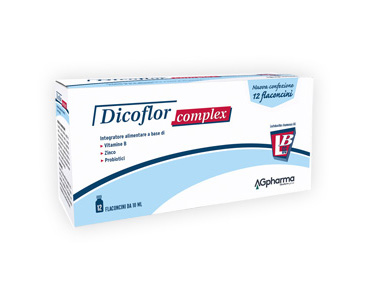 Nuova confezione
12 flaconcini
Dicoflor complex
Integratore alimentare a base di
• Vitamine B
• Zinco
• Probiotici
LB
AGpharma
12 FLACONCINI DA 10 ML